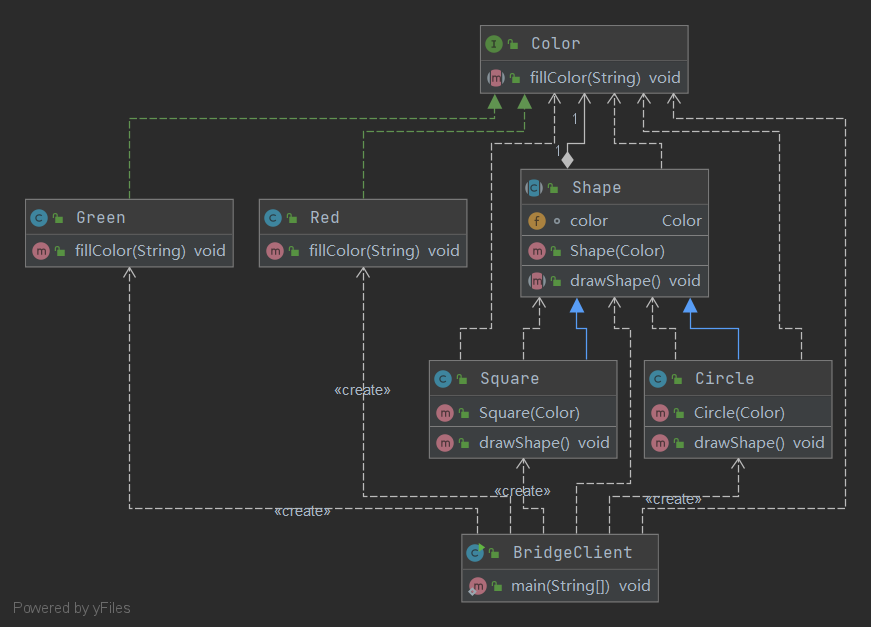 Color
fillColor(String) void
1
1
Shape
color Color
Shape(Color)
drawShape() void
Green
fillColor(String) void
Red
fillColor(String) void
Square
Square(Color)
drawShape() void
Circle
Circle(Color)
drawShape() void
«create»
«create»
«create»
«create»
BridgeClient
main(String[]) void
Powered by yFiles